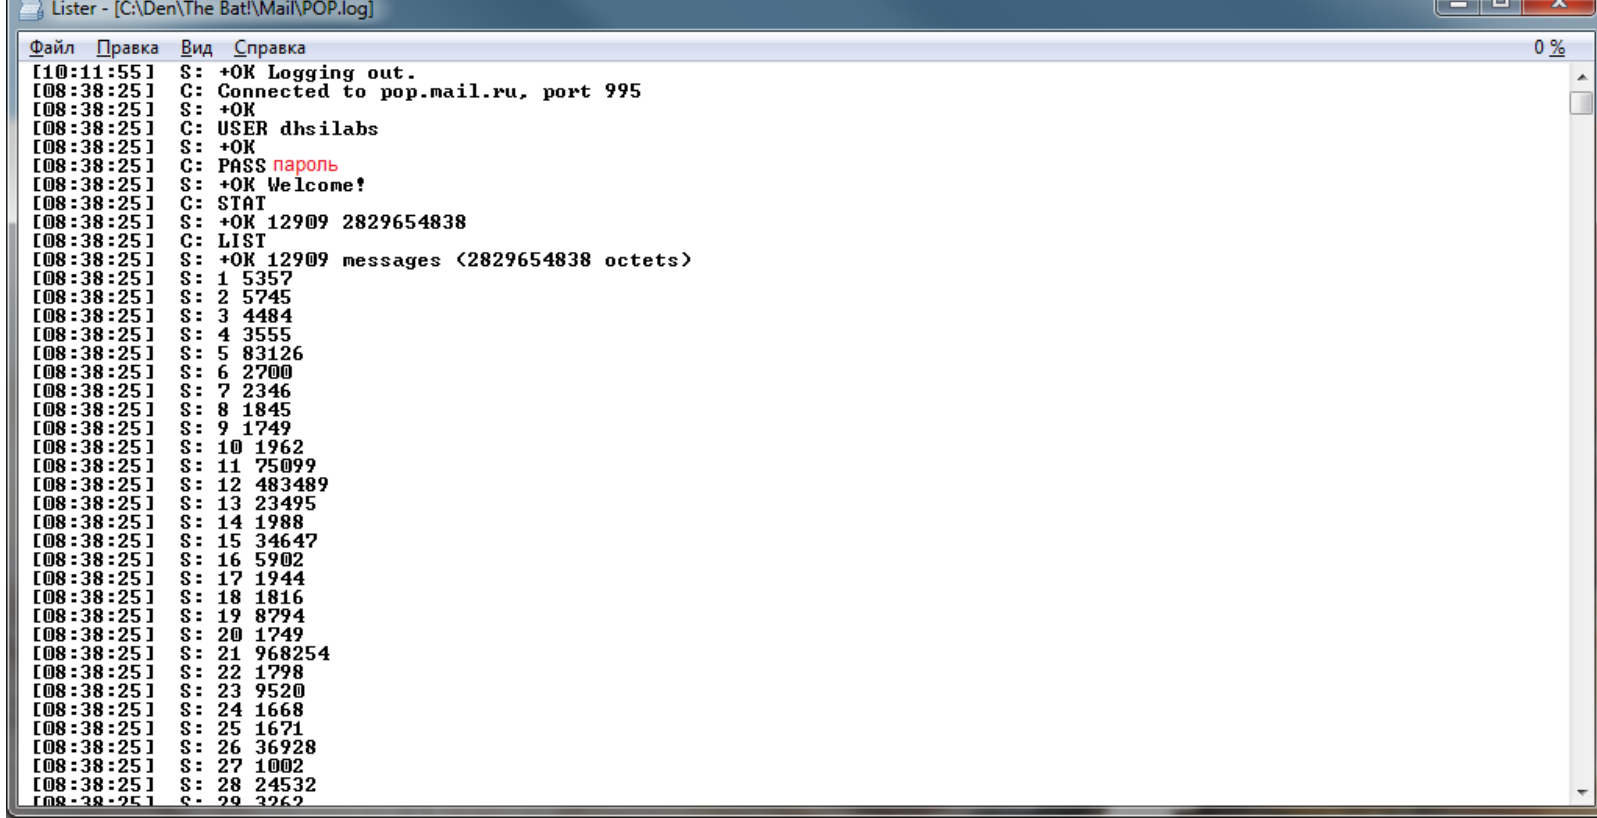 Lister - [C:\Den\The Bat!\Mail\POP.log]
Файл Правка Вид Справка 0 %
[10:11:55] S: +OK Logging out.
[08:38:25] C: Connected to pop.mail.ru, port 995
[08:38:25] S: +OK
[08:38:25] C: USER dhsilabs
[08:38:25] S: +OK
[08:38:25] C: PASS пароль
[08:38:25] S: +OK Welcome!
[08:38:25] C: STAT
[08:38:25] S: +OK 12909 2829654838
[08:38:25] C: LIST
[08:38:25] S: +OK 12909 messages (2829654838 octets)
[08:38:25] S: 1 5357
[08:38:25] S: 2 5745
[08:38:25] S: 3 4484
[08:38:25] S: 4 3555
[08:38:25] S: 5 83126
[08:38:25] S: 6 2700
[08:38:25] S: 7 2346
[08:38:25] S: 8 1845
[08:38:25] S: 9 1749
[08:38:25] S: 10 1962
[08:38:25] S: 11 75099
[08:38:25] S: 12 483489
[08:38:25] S: 13 23495
[08:38:25] S: 14 1988
[08:38:25] S: 15 34647
[08:38:25] S: 16 5902
[08:38:25] S: 17 1944
[08:38:25] S: 18 1816
[08:38:25] S: 19 8794
[08:38:25] S: 20 1749
[08:38:25] S: 21 968254
[08:38:25] S: 22 1798
[08:38:25] S: 23 9520
[08:38:25] S: 24 1668
[08:38:25] S: 25 1671
[08:38:25] S: 26 36928
[08:38:25] S: 27 1002
[08:38:25] S: 28 24532
[08:38:25] S: 29 3262